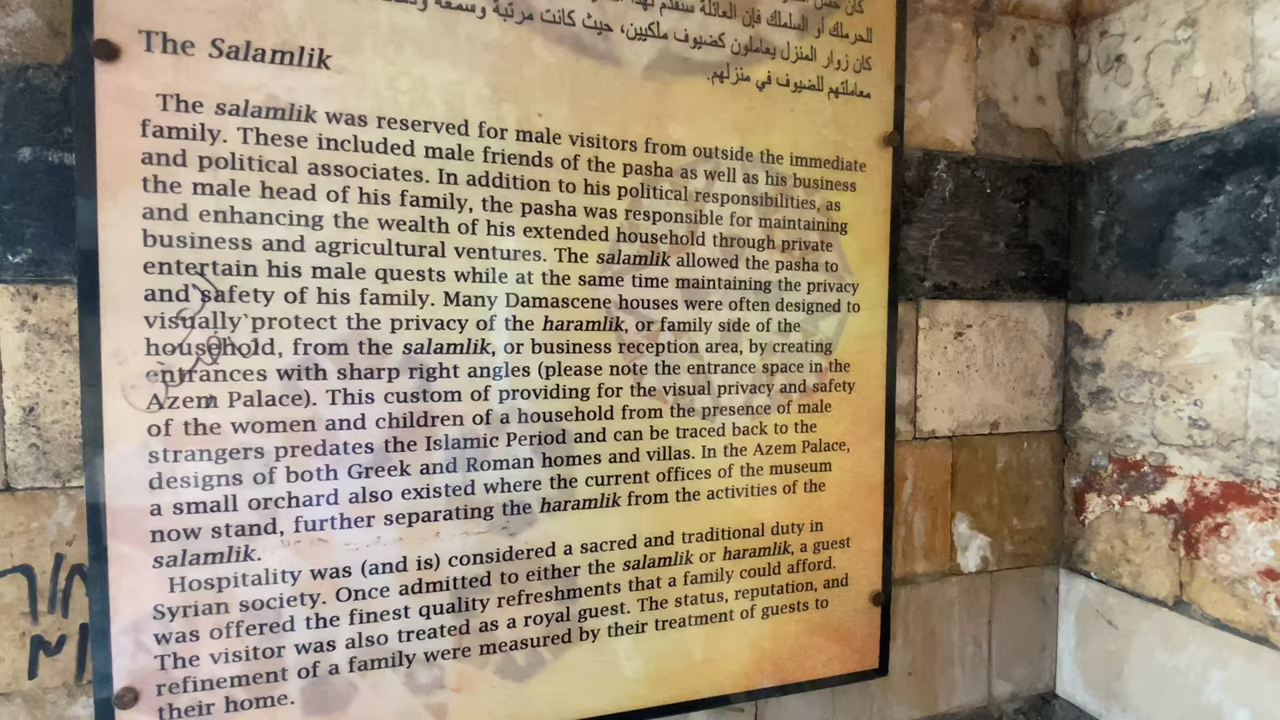 للحرملك أو السلملك فإن العائلة ستقدم
كان زوار المنزل يعاملون كضيوف ملكيين، حيث كانت مرتبة وسمعة
معاملتهم للضيوف في منزلهم.
The Salamlik
The salamlik was reserved for male visitors from outside the immediate
family. These included male friends of the pasha as well as his business
and political associates. In addition to his political responsibilities, as
the male head of his family, the pasha was responsible for maintaining
and enhancing the wealth of his extended household through private
business and agricultural ventures. The salamlik allowed the pasha to
entertain his male quests while at the same time maintaining the privacy
and safety of his family. Many Damascene houses were often designed to
visually protect the privacy of the haramlik, or family side of the
household, from the salamlik, or business reception area, by creating
entrances with sharp right angles (please note the entrance space in the
Azem Palace). This custom of providing for the visual privacy and safety
of the women and children of a household from the presence of male
strangers predates the Islamic Period and can be traced back to the
designs of both Greek and Roman homes and villas. In the Azem Palace,
a small orchard also existed where the current offices of the museum
now stand, further separating the haramlik from the activities of the
salamlik.
Hospitality was (and is) considered a sacred and traditional duty in
Syrian society. Once admitted to either the salamlik or haramlik, a guest
was offered the finest quality refreshments that a family could afford.
The visitor was also treated as a royal guest. The status, reputation, and
refinement of a family were measured by their treatment of guests to
their home.